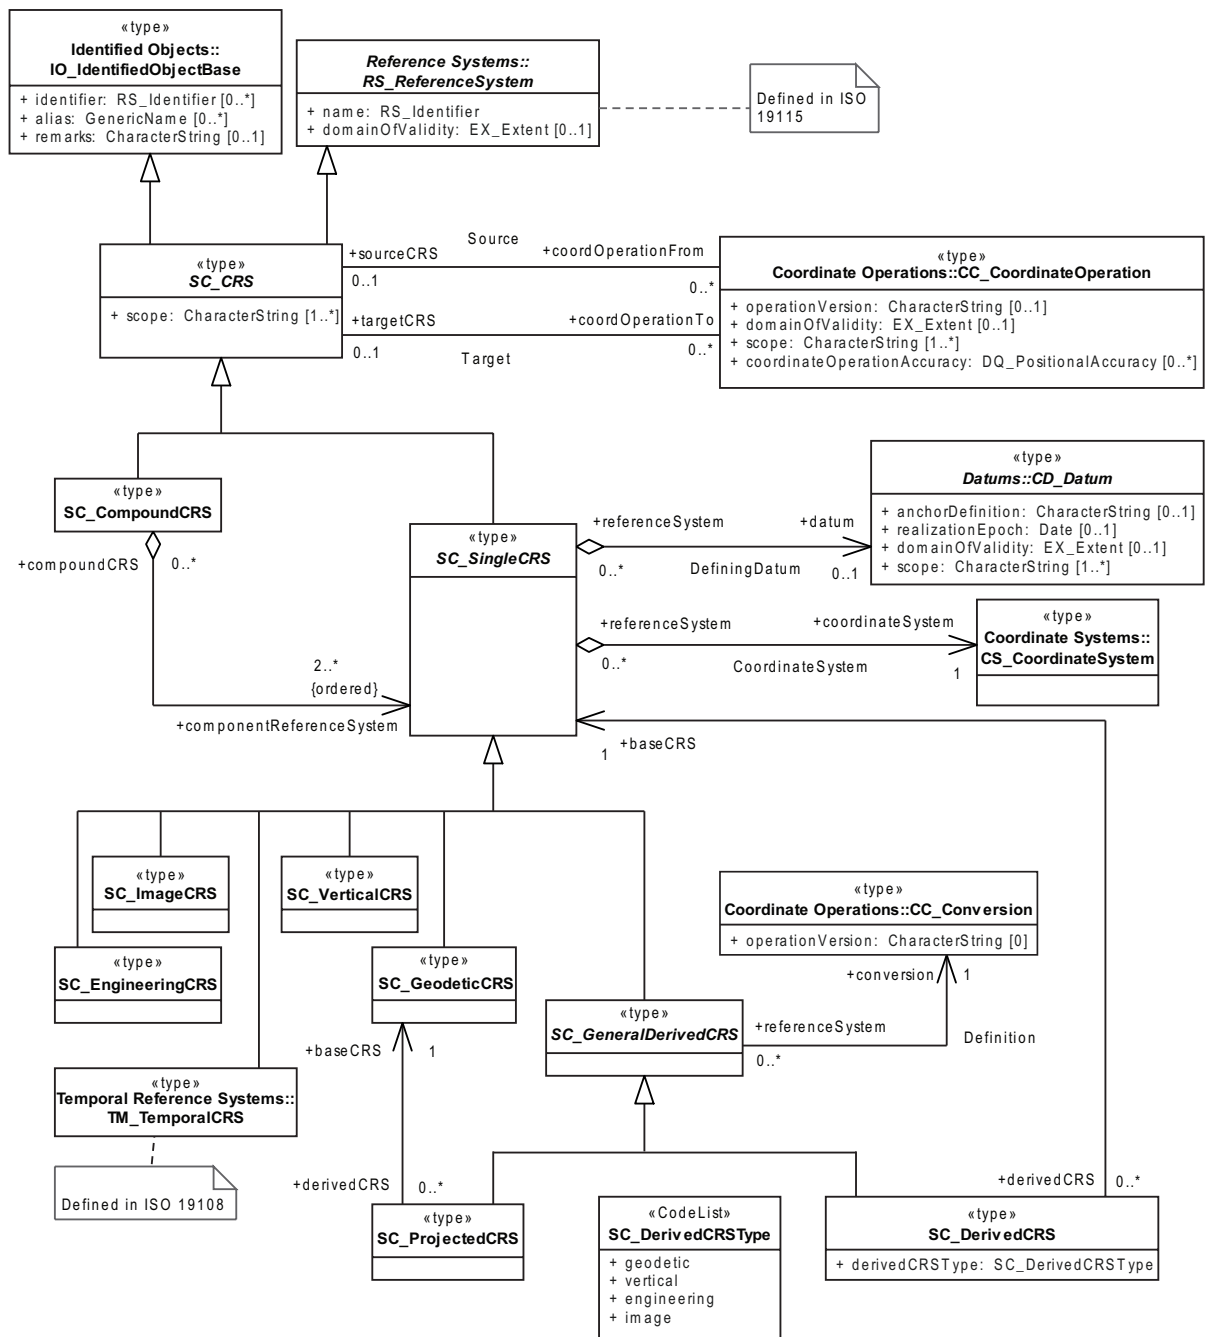 «type»
Identified Objects::
IO_IdentifiedObjectBase
+ identifier: RS_Identifier [0..*]
+ alias: GenericName [0..*]
+ remarks: CharacterString [0..1]
Reference Systems::
RS_ReferenceSystem
+ name: RS_Identifier
+ domainOfValidity: EX_Extent [0..1]
Defined in ISO
19115
«type»
SC_CRS
+ scope: CharacterString [1..*]
+sourceCRS
Source
+coordOperationFrom
0..1
0..*
+targetCRS
+coordOperationTo
0..1
Target
0..*
«type»
Coordinate Operations::CC_CoordinateOperation
+ operationVersion: CharacterString [0..1]
+ domainOfValidity: EX_Extent [0..1]
+ scope: CharacterString [1..*]
+ coordinateOperationAccuracy: DQ_PositionalAccuracy [0..*]
«type»
SC_CompoundCRS
+compoundCRS
0..*
2..*
{ordered}
+componentReferenceSystem
«type»
SC_SingleCRS
+referenceSystem
+datum
0..*
DefiningDatum
0..1
«type»
Datums::CD_Datum
+ anchorDefinition: CharacterString [0..1]
+ realizationEpoch: Date [0..1]
+ domainOfValidity: EX_Extent [0..1]
+ scope: CharacterString [1..*]
+referenceSystem
+coordinateSystem
0..*
CoordinateSystem
1
«type»
Coordinate Systems::
CS_CoordinateSystem
1
+baseCRS
«type»
SC_ImageCRS
«type»
SC_VerticalCRS
«type»
SC_EngineeringCRS
«type»
SC_GeodeticCRS
«type»
Coordinate Operations::CC_Conversion
+ operationVersion: CharacterString [0]
+conversion
1
«type»
SC_GeneralDerivedCRS
+referenceSystem
0..*
Definition
+baseCRS
1
«type»
Temporal Reference Systems::
TM_TemporalCRS
Defined in ISO 19108
+derivedCRS
0..*
«type»
SC_ProjectedCRS
«CodeList»
SC_DerivedCRSType
+ geodetic
+ vertical
+ engineering
+ image
+derivedCRS
0..*
«type»
SC_DerivedCRS
+ derivedCRSType: SC_DerivedCRSType